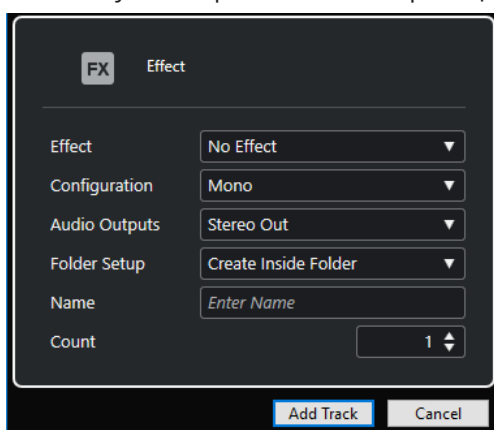 FX Effect
Effect No Effect
Configuration Mono
Audio Outputs Stereo Out
Folder Setup Create Inside Folder
Name Enter Name
Count 1
Add Track Cancel